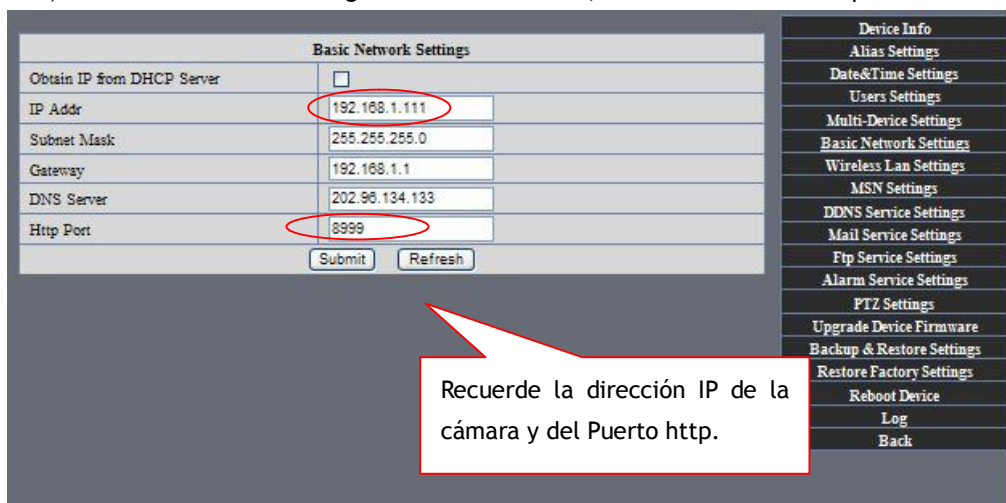 Basic Network Settings
Obtain IP from DHCP Server
IP Addr 192.168.1.111
Subnet Mask 255.255.255.0
Gateway 192.168.1.1
DNS Server 202.96.134.133
Http Port 8999
Submit Refresh
Recuerde la dirección IP de la
cámara y del Puerto http.
Device Info
Alias Settings
Date&Time Settings
Users Settings
Multi-Device Settings
Basic Network Settings
Wireless Lan Settings
MSN Settings
DDNS Service Settings
Mail Service Settings
Ftp Service Settings
Alarm Service Settings
PTZ Settings
Upgrade Device Firmware
Backup & Restore Settings
Restore Factory Settings
Reboot Device
Log
Back